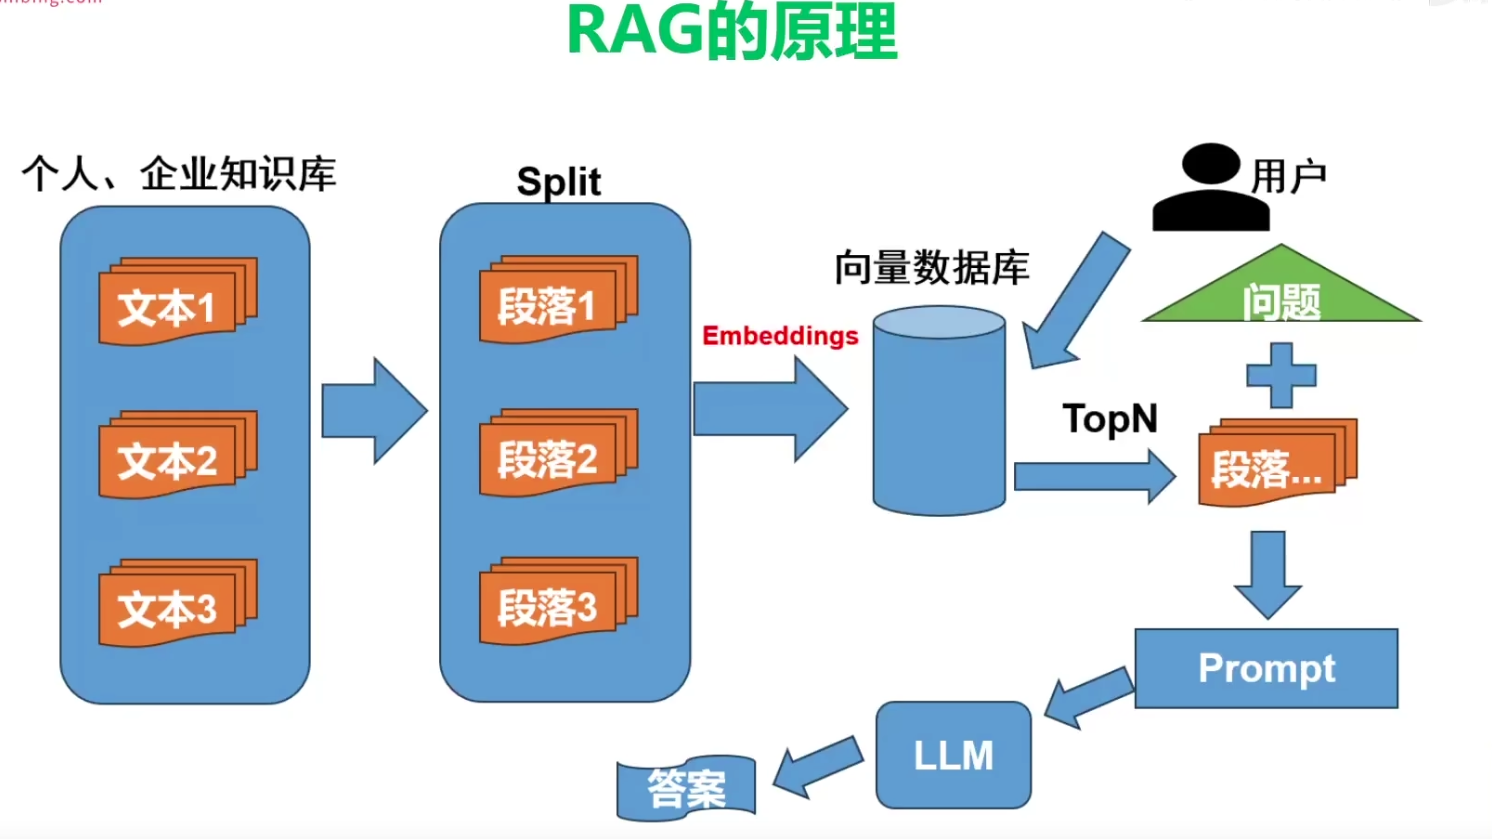 RAG的原理
个人、企业知识库
文本1
文本2
文本3
Split
段落1
段落2
段落3
Embeddings
向量数据库
用户
问题
TopN
段落...
Prompt
LLM
答案